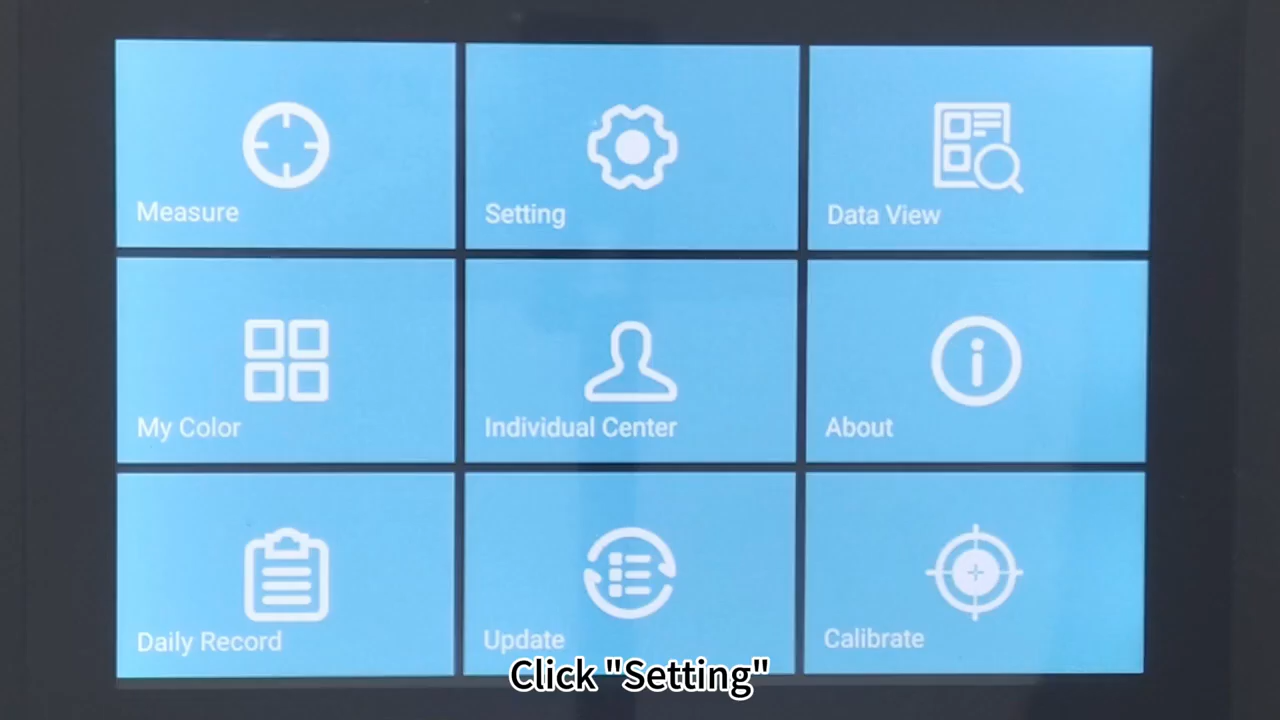 Measure
Setting
Data View
My Color
Individual Center
About
Daily Record
Update
Calibrate
Click "Setting"